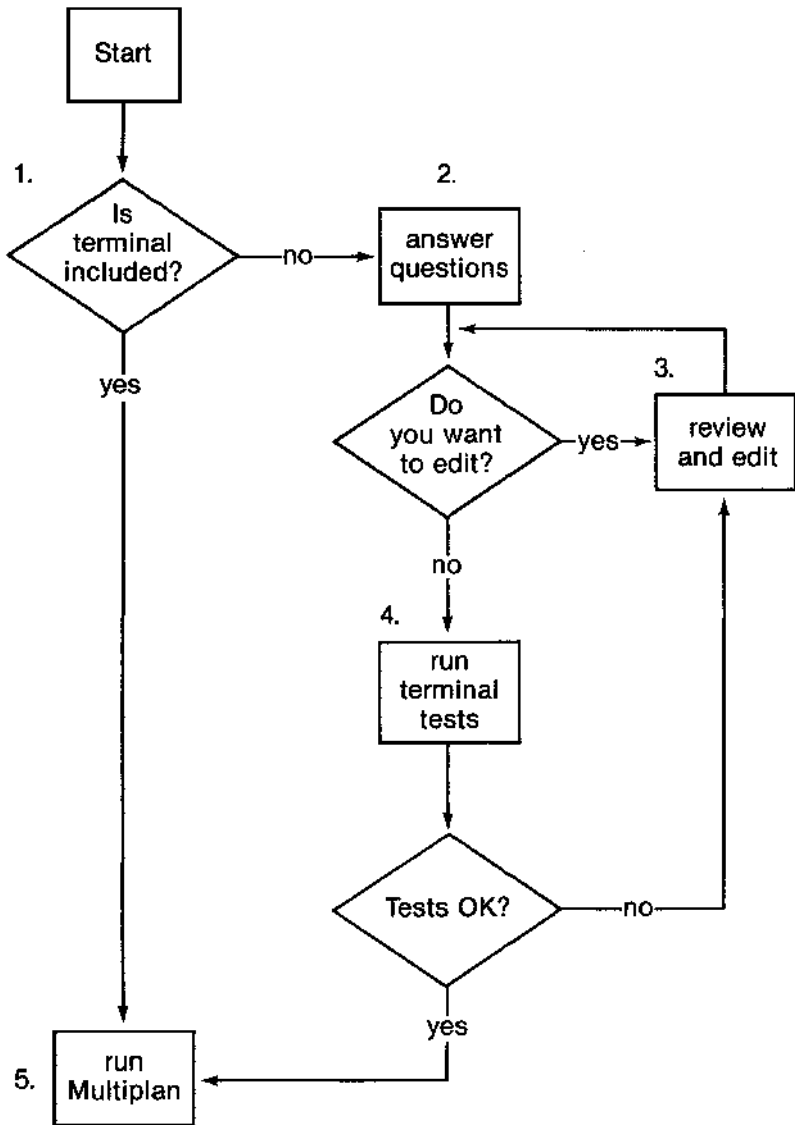 Start
1.
Is
terminal
included?
no
yes
2.
answer
questions
Do
you want
to edit?
yes
3.
review
and edit
no
4.
run
terminal
tests
Tests OK?
no
yes
5.
run
Multiplan